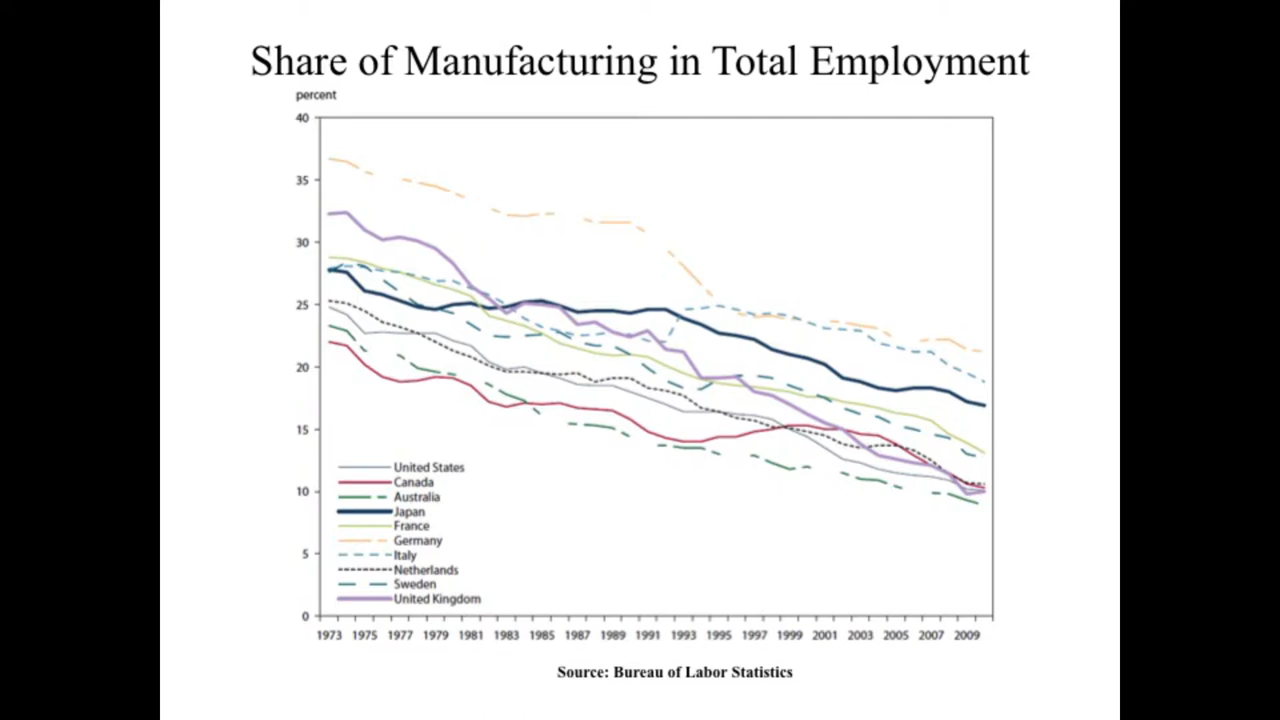 Share of Manufacturing in Total Employment
percent
40
35
30
25
20
15
10
5
0
United States
Canada
Australia
Japan
France
Germany
Italy
Netherlands
Sweden
United Kingdom
1973 1975 1977 1979 1981 1983 1985 1987 1989 1991 1993 1995 1997 1999 2001 2003 2005 2007 2009
Source: Bureau of Labor Statistics